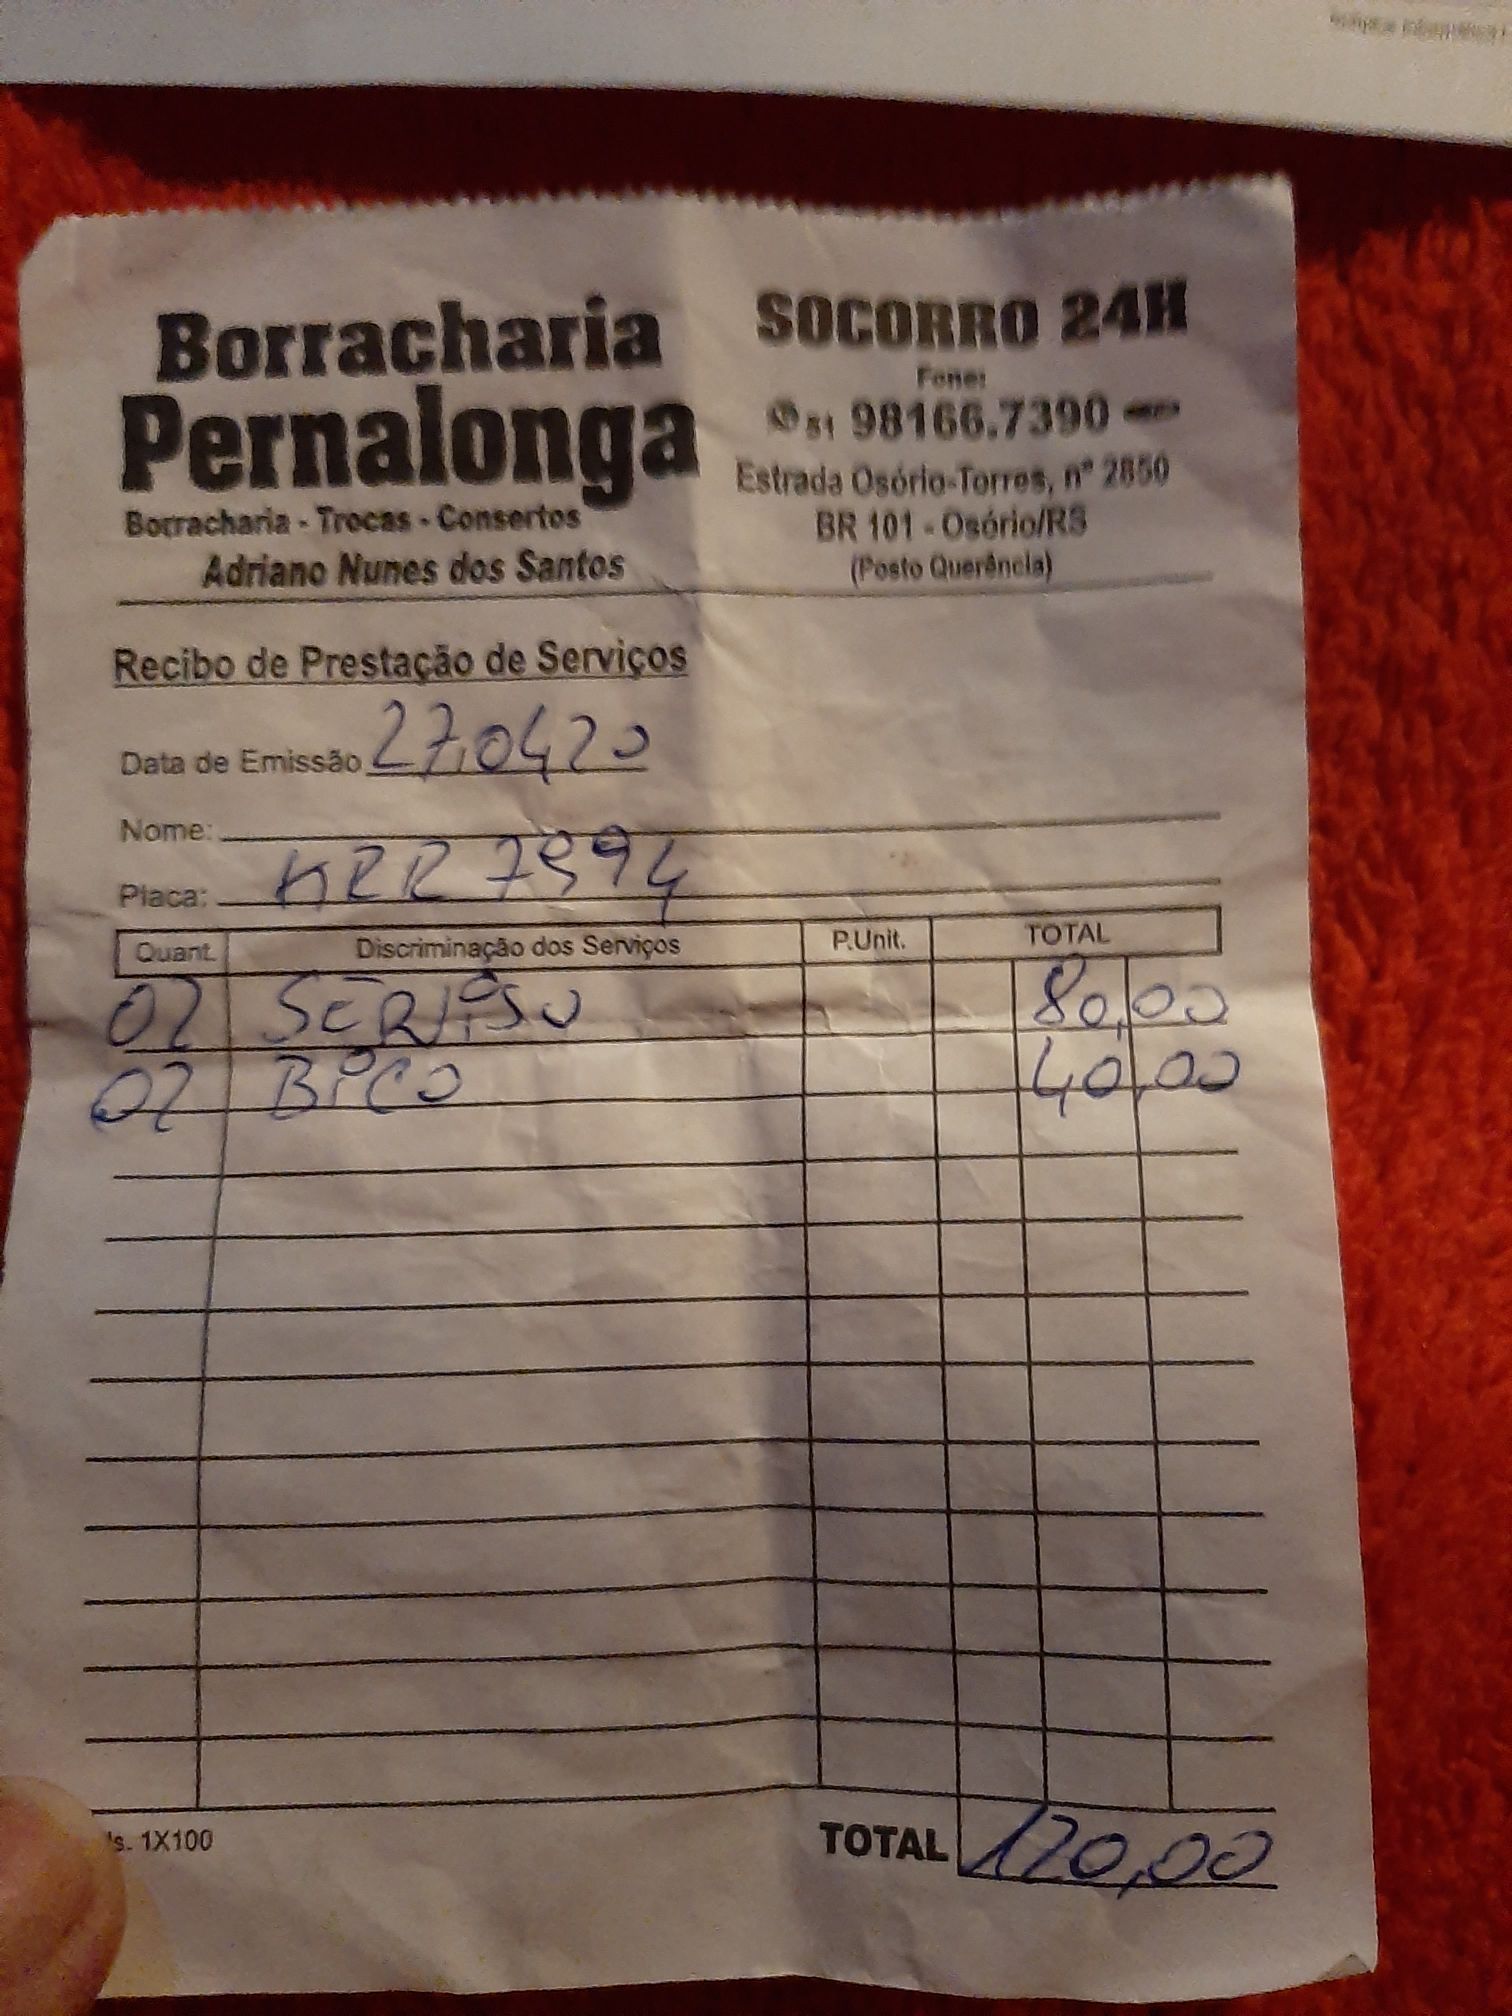 Borracharia
Pernalonga
Borracharia - Trocas - Consertos
Adriano Nunes dos Santos
SOCORRO 24H
Fone:
51 98166.7390
Estrada Osório-Torres, nº 2850
BR 101 - Osório/RS
(Posto Querência)
Recibo de Prestação de Serviços
Data de Emissão 27,04,20
Nome:
Placa: KRR 7994
Quant. Discriminação dos Serviços P.Unit. TOTAL
02 SERViSO 80,00
02 BiCO 40,00
1X100
TOTAL 120,00